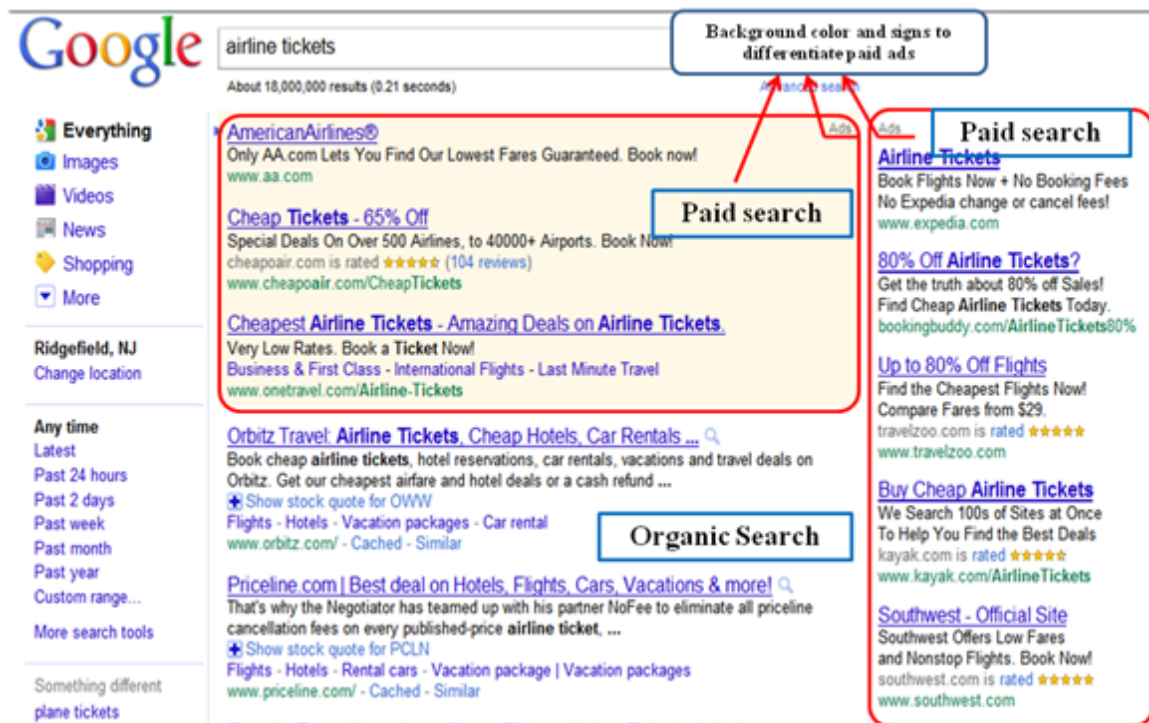 Google
airline tickets
Background color and signs to
differentiate paid ads
About 18,000,000 results (0.21 seconds)
Advanced search
Everything
Images
Videos
News
Shopping
More
Ridgefield, NJ
Change location
Any time
Latest
Past 24 hours
Past 2 days
Past week
Past month
Past year
Custom range...
More search tools
Something different
plane tickets
AmericanAirlines®
Ads
Only AA.com Lets You Find Our Lowest Fares Guaranteed. Book now!
www.aa.com
Paid search
Cheap Tickets - 65% Off
Special Deals On Over 500 Airlines, to 40000+ Airports. Book Now!
cheapoair.com is rated ★★★★★ (104 reviews)
www.cheapoair.com/CheapTickets
Cheapest Airline Tickets - Amazing Deals on Airline Tickets.
Very Low Rates. Book a Ticket Now!
Business & First Class - International Flights - Last Minute Travel
www.onetravel.com/Airline-Tickets
Orbitz Travel: Airline Tickets, Cheap Hotels, Car Rentals ...
Book cheap airline tickets, hotel reservations, car rentals, vacations and travel deals on
Orbitz. Get our cheapest airfare and hotel deals or a cash refund ...
Show stock quote for OWW
Flights - Hotels - Vacation packages - Car rental
www.orbitz.com/ - Cached - Similar
Organic Search
Priceline.com | Best deal on Hotels, Flights, Cars, Vacations & more!
That's why the Negotiator has teamed up with his partner NoFee to eliminate all priceline
cancellation fees on every published-price airline ticket, ...
Show stock quote for PCLN
Flights - Hotels - Rental cars - Vacation package | Vacation packages
www.priceline.com/ - Cached - Similar
Ads
Paid search
Airline Tickets
Book Flights Now + No Booking Fees
No Expedia change or cancel fees!
www.expedia.com
80% Off Airline Tickets?
Get the truth about 80% off Sales!
Find Cheap Airline Tickets Today.
bookingbuddy.com/AirlineTickets80%
Up to 80% Off Flights
Find the Cheapest Flights Now!
Compare Fares from $29.
travelzoo.com is rated ★★★★★
www.travelzoo.com
Buy Cheap Airline Tickets
We Search 100s of Sites at Once
To Help You Find the Best Deals
kayak.com is rated ★★★★★
www.kayak.com/AirlineTickets
Southwest - Official Site
Southwest Offers Low Fares
and Nonstop Flights. Book Now!
southwest.com is rated ★★★★★
www.southwest.com